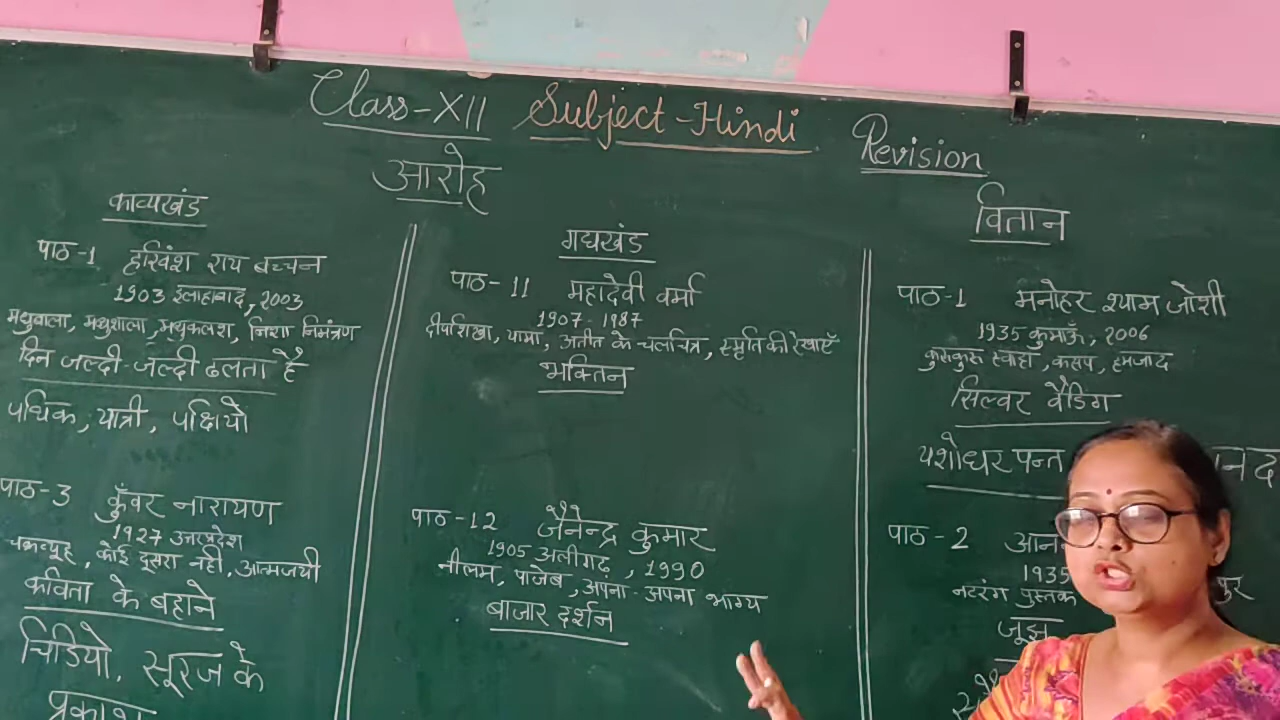 Class-XII Subject-Hindi Revision
आरोह
काव्यखंड
पाठ-1 हरिवंश राय बच्चन
1903 इलाहाबाद, 2003
मधुवाला, मधुशाला, मधुकलश, निशा निमंत्रण
दिन जल्दी-जल्दी ढलता है
पथिक, यात्री, पक्षियो
पाठ-3 कुँवर नारायण
1927 उत्तरप्रदेश
चक्रव्यूह, कोई दूसरा नही, आत्मजयी
कविता के बहाने
चिडियो, सूरज के
प्रकाश
गद्यखंड
पाठ-11 महादेवी वर्मा
1907-1987
दीपशिखा, यामा, अतीत के चलचित्र, स्मृति की रेखाएँ
भक्तिन
पाठ-12 जैनेन्द्र कुमार
1905 अलीगढ, 1990
नीलम, पाजेब, अपना-अपना भाग्य
बाजार दर्शन
वितान
पाठ-1 मनोहर श्याम जोशी
1935 कुमाऊँ, 2006
कुरुकुरु स्वाहा, कसप, हमजाद
सिल्वर वैडिंग
यशोधर पन्त
पाठ-2
1935
नटरंग पुस्तक
जूझ